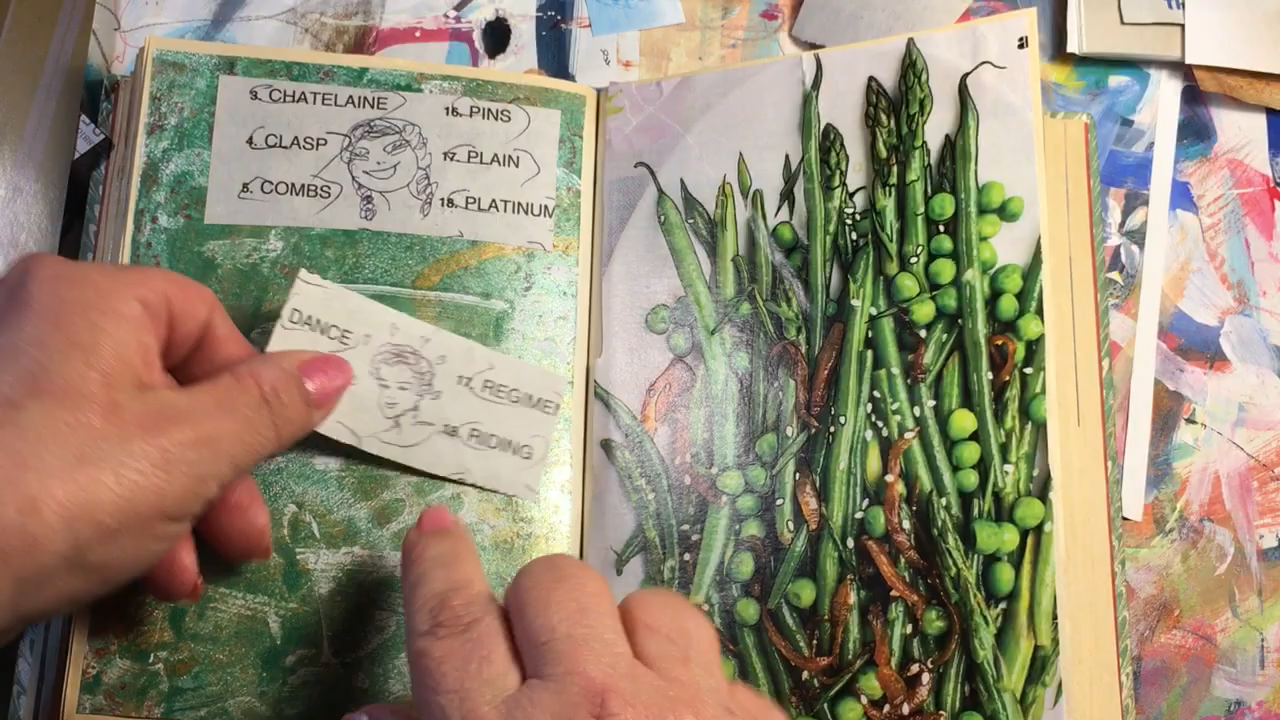 3. CHATELAINE
4. CLASP
5. COMBS
16. PINS
17. PLAIN
18. PLATINUM
DANCE
17. REGIMEN
18. RIDING